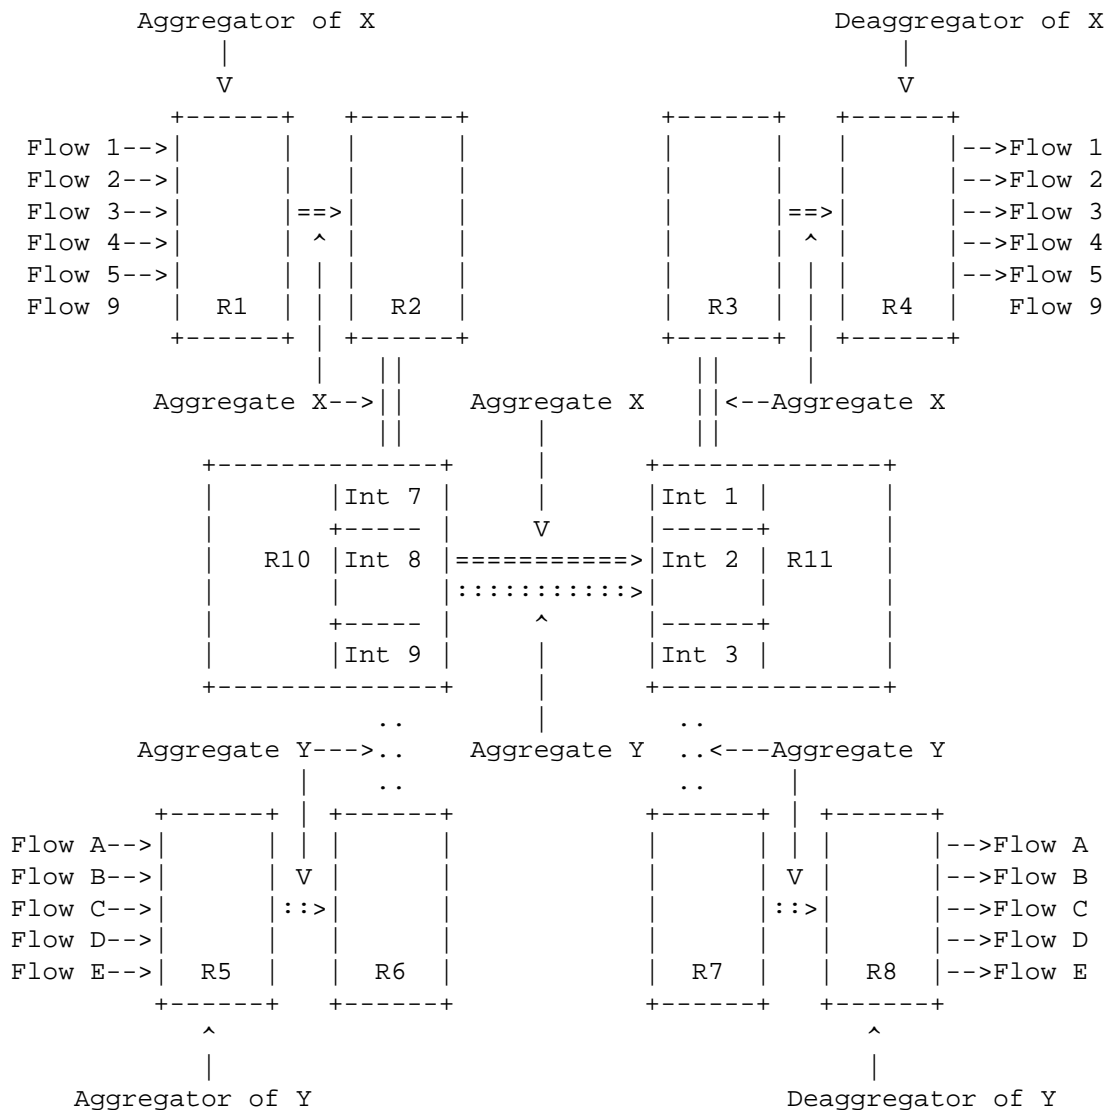 Aggregator of X                              Deaggregator of X
             |                                            |
             V                                            V
          +------+   +------+            +------+   +------+
 Flow 1-->|      |   |      |            |      |   |      |-->Flow 1
 Flow 2-->|      |   |      |            |      |   |      |-->Flow 2
 Flow 3-->|      |==>|      |            |      |==>|      |-->Flow 3
 Flow 4-->|      | ^ |      |            |      | ^ |      |-->Flow 4
 Flow 5-->|      | | |      |            |      | | |      |-->Flow 5
 Flow 9   |  R1  | | |  R2  |            |  R3  | | |  R4  |   Flow 9
          +------+ | +------+            +------+ | +------+
                   |   ||                  ||     |
         Aggregate X-->||     Aggregate X  ||<--Aggregate X
                       ||         |        ||
            +--------------+      |     +--------------+
            |       |Int 7 |      |     |Int 1 |       |
            |       +----- |      V     |------+       |
            |   R10 |Int 8 |===========>|Int 2 | R11   |
            |       |      |:::::::::::>|      |       |
            |       +----- |      ^     |------+       |
            |       |Int 9 |      |     |Int 3 |       |
            +--------------+      |     +--------------+
                       ..         |       ..
        Aggregate Y--->..     Aggregate Y ..<---Aggregate Y
                  |    ..                 ..     |
         +------+ | +------+            +------+ | +------+
Flow A-->|      | | |      |            |      | | |      |-->Flow A
Flow B-->|      | V |      |            |      | V |      |-->Flow B
Flow C-->|      |::>|      |            |      |::>|      |-->Flow C
Flow D-->|      |   |      |            |      |   |      |-->Flow D
Flow E-->|  R5  |   |  R6  |            |  R7  |   |  R8  |-->Flow E
         +------+   +------+            +------+   +------+
            ^                                         ^
            |                                         |
    Aggregator of Y                              Deaggregator of Y